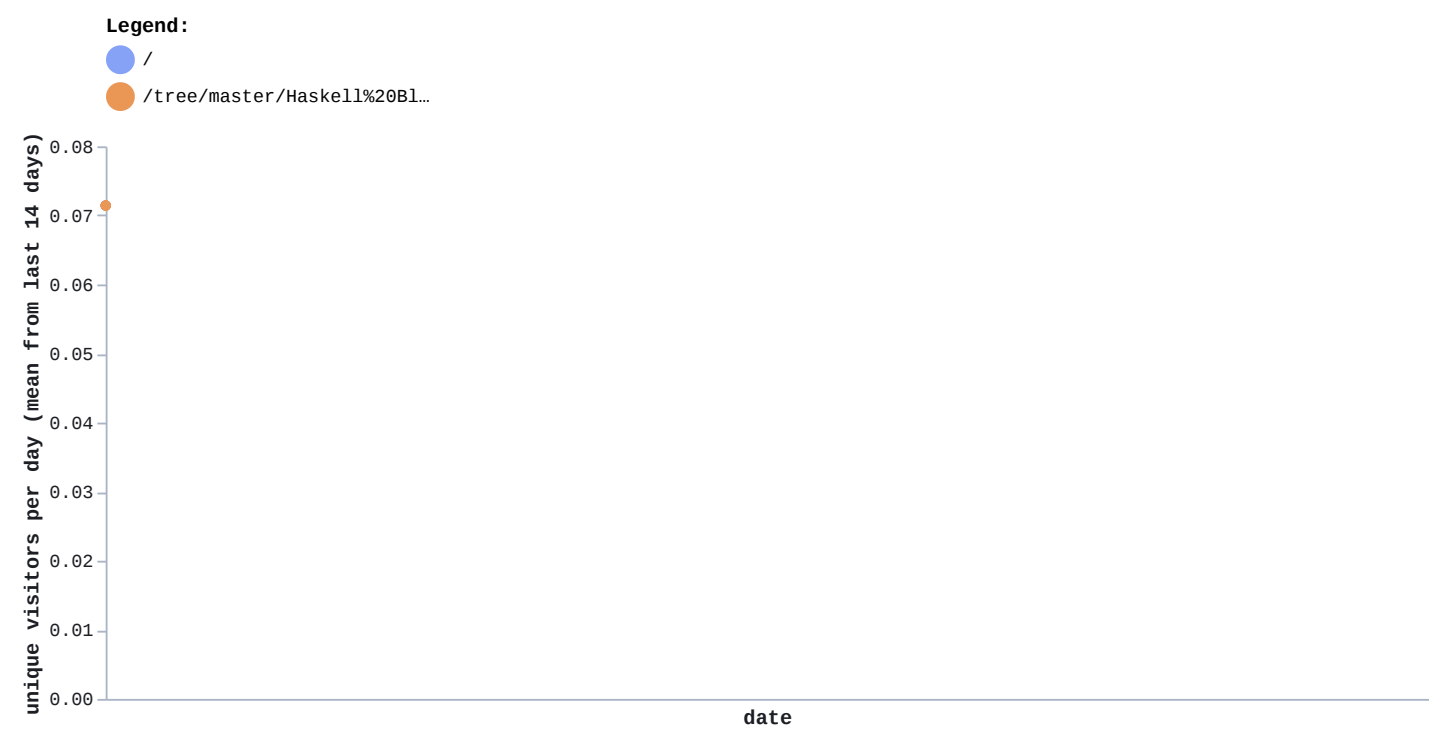 Legend:
/
/tree/master/Haskell%20Bl…
unique visitors per day (mean from last 14 days)
0.08
0.07
0.06
0.05
0.04
0.03
0.02
0.01
0.00
date